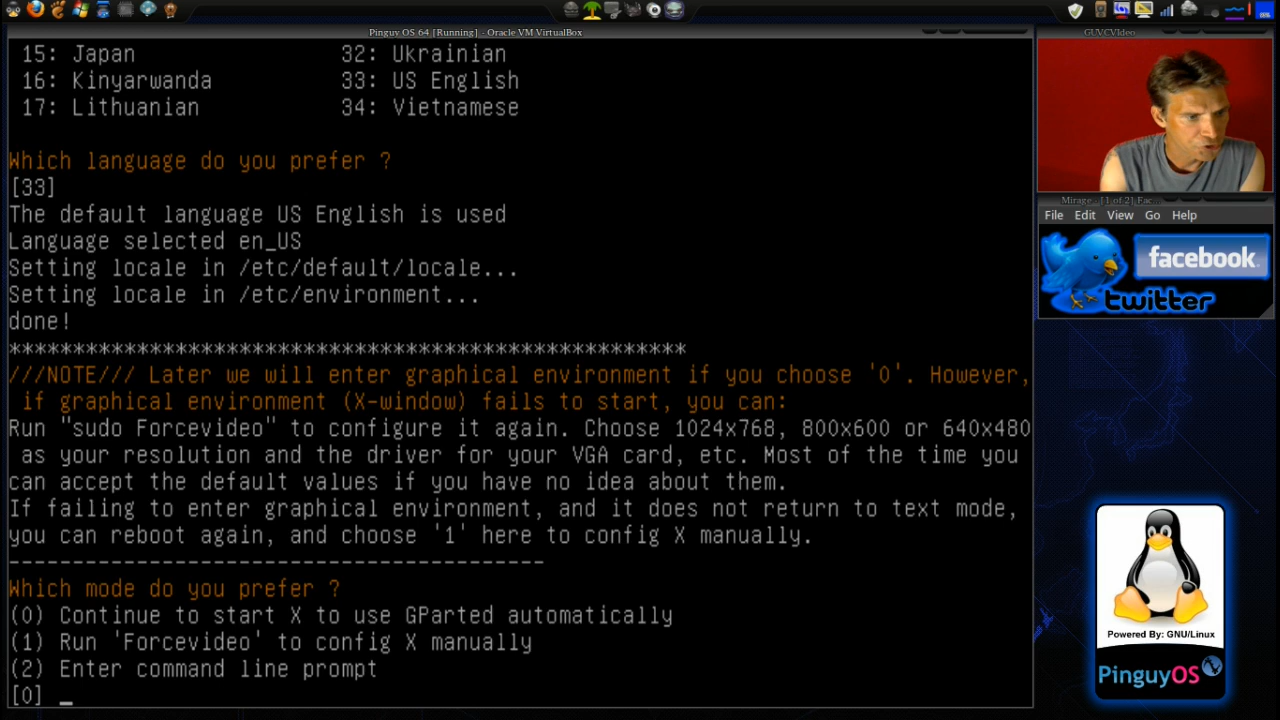 Pinguy OS 64 [Running] - Oracle VM VirtualBox
GUVCVideo
15: Japan 32: Ukrainian
16: Kinyarwanda 33: US English
17: Lithuanian 34: Vietnamese
Which language do you prefer ?
[33]
The default language US English is used
Language selected en_US
Setting locale in /etc/default/locale...
Setting locale in /etc/environment...
done!
*****************************************************
///NOTE/// Later we will enter graphical environment if you choose '0'. However,
if graphical environment (X-window) fails to start, you can:
Run "sudo Forcevideo" to configure it again. Choose 1024x768, 800x600 or 640x480
as your resolution and the driver for your VGA card, etc. Most of the time you
can accept the default values if you have no idea about them.
If failing to enter graphical environment, and it does not return to text mode,
you can reboot again, and choose '1' here to config X manually.
------------------------------------------
Which mode do you prefer ?
(0) Continue to start X to use GParted automatically
(1) Run 'Forcevideo' to config X manually
(2) Enter command line prompt
[0] _
Mirage - [1 of 2] Fac...
File Edit View Go Help
facebook.
twitter
Powered By: GNU/Linux
PinguyOS